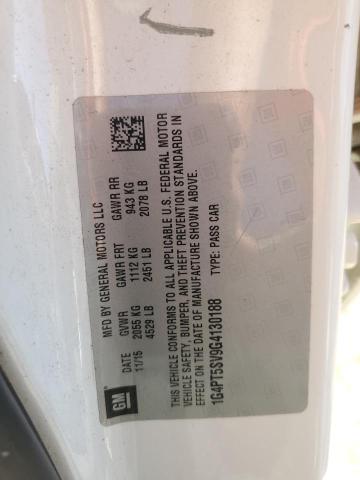 GM
MFD BY GENERAL MOTORS LLC
DATE GVWR GAWR FRT GAWR RR
11/15 2055 KG 1112 KG 943 KG
4529 LB 2451 LB 2078 LB
THIS VEHICLE CONFORMS TO ALL APPLICABLE U.S. FEDERAL MOTOR
VEHICLE SAFETY, BUMPER, AND THEFT PREVENTION STANDARDS IN
EFFECT ON THE DATE OF MANUFACTURE SHOWN ABOVE.
1G4PT5SV9G4130188 TYPE: PASS CAR